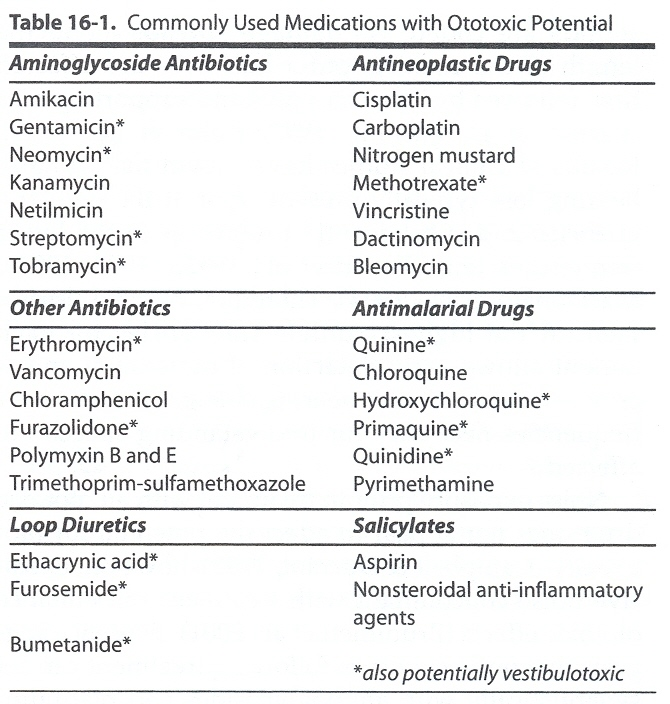 Table 16-1. Commonly Used Medications with Ototoxic Potential
Aminoglycoside Antibiotics
Amikacin
Gentamicin*
Neomycin*
Kanamycin
Netilmicin
Streptomycin*
Tobramycin*
Antineoplastic Drugs
Cisplatin
Carboplatin
Nitrogen mustard
Methotrexate*
Vincristine
Dactinomycin
Bleomycin
Other Antibiotics
Erythromycin*
Vancomycin
Chloramphenicol
Furazolidone*
Polymyxin B and E
Trimethoprim-sulfamethoxazole
Antimalarial Drugs
Quinine*
Chloroquine
Hydroxychloroquine*
Primaquine*
Quinidine*
Pyrimethamine
Loop Diuretics
Ethacrynic acid*
Furosemide*
Bumetanide*
Salicylates
Aspirin
Nonsteroidal anti-inflammatory
agents
*also potentially vestibulotoxic